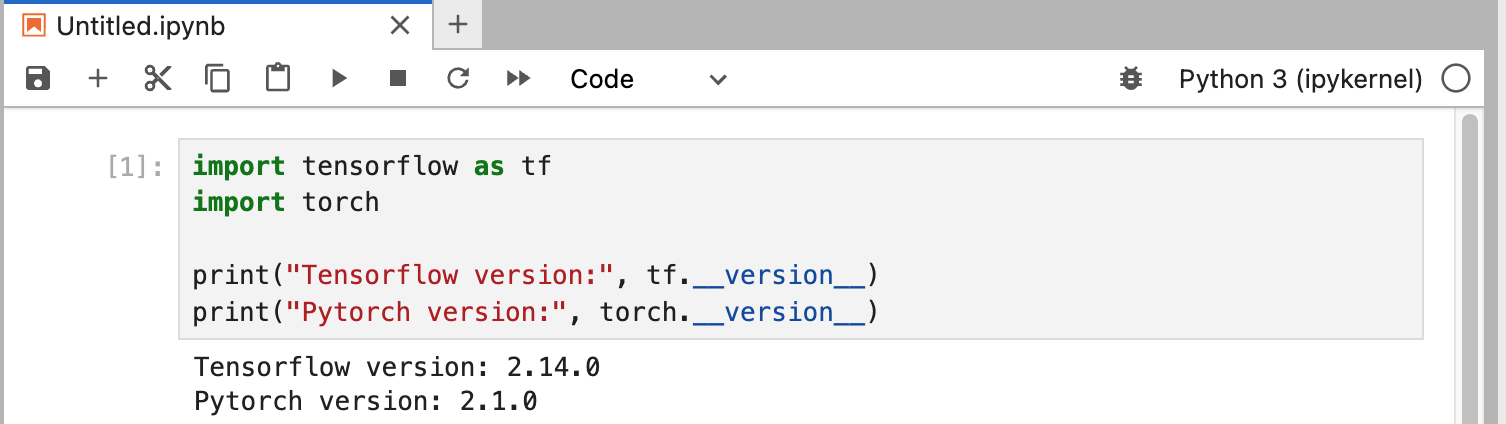 Untitled.ipynb
Code
Python 3 (ipykernel)
[1]:
import tensorflow as tf
import torch
print("Tensorflow version:", tf.__version__)
print("Pytorch version:", torch.__version__)
Tensorflow version: 2.14.0
Pytorch version: 2.1.0